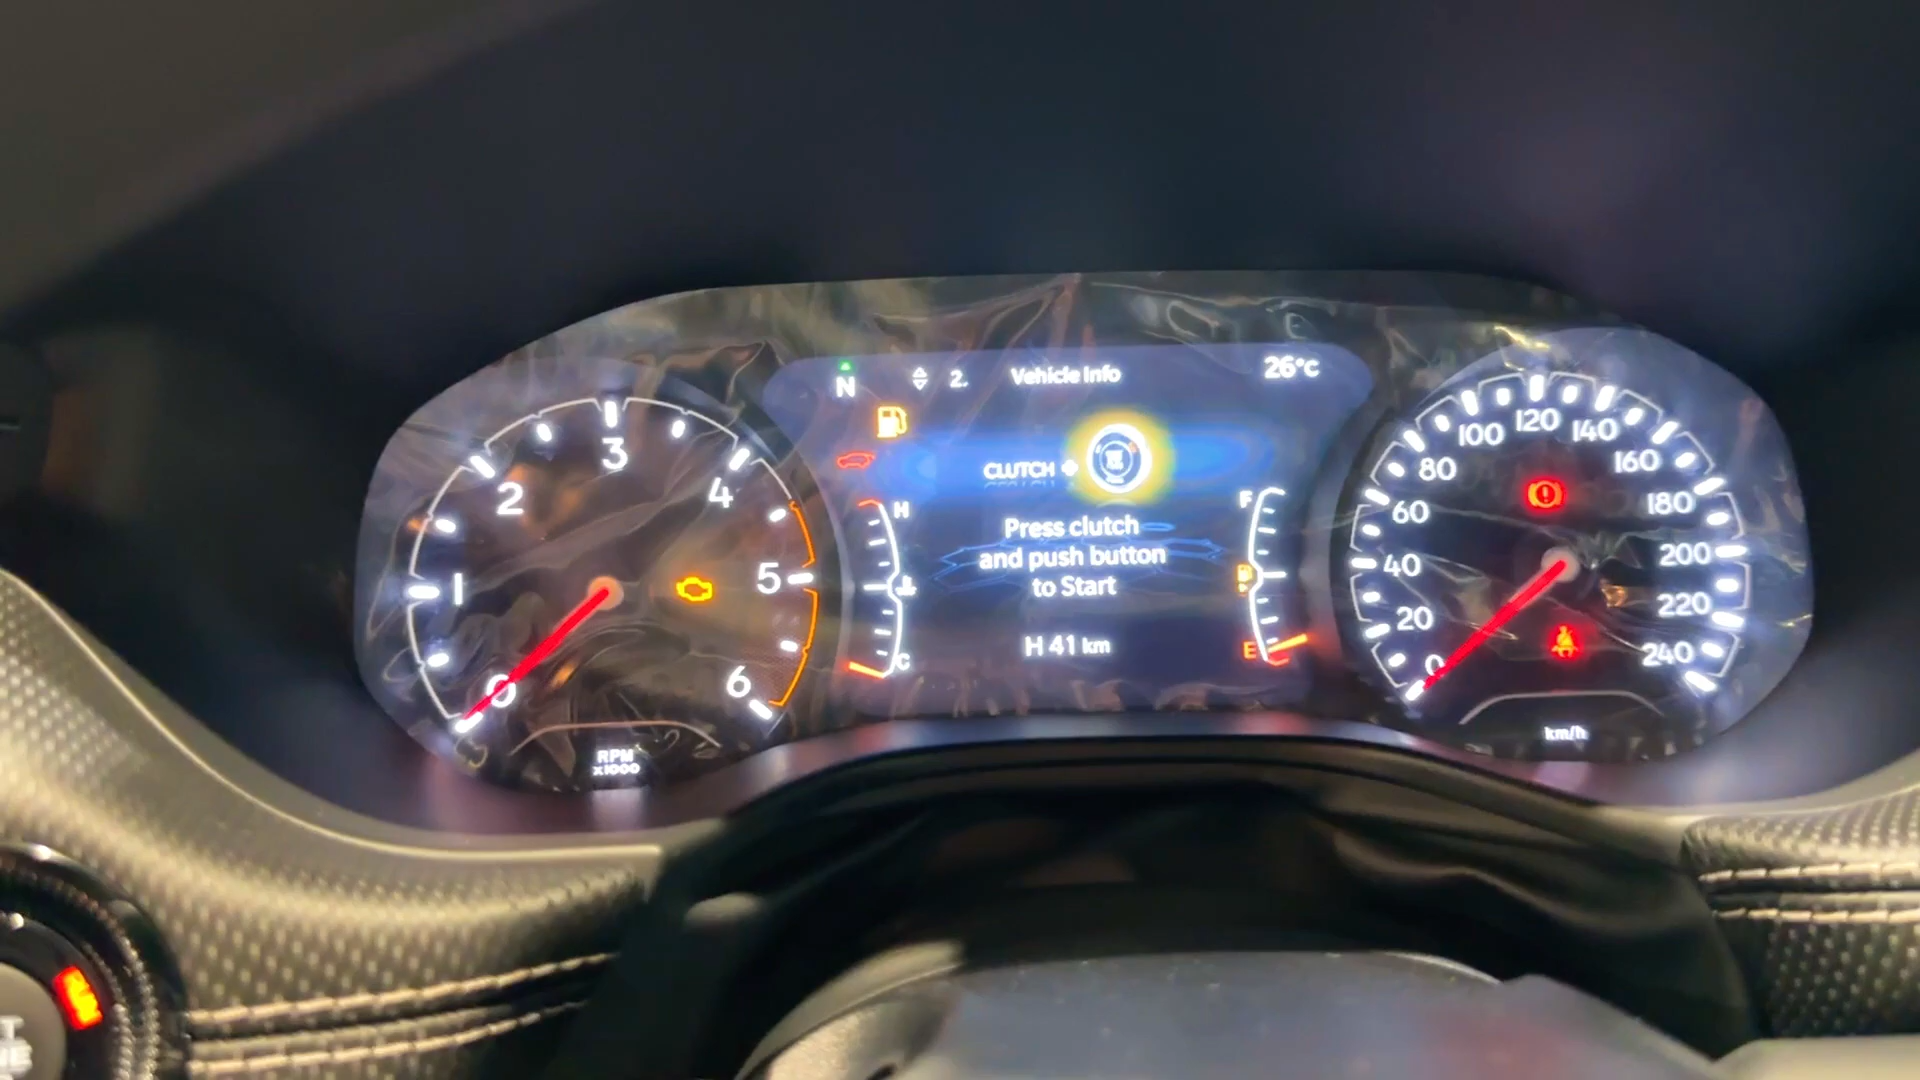 N
2.
Vehicle Info
26°C
CLUTCH +
Press clutch
and push button
to Start
H 41 km
H
C
F
E
0
1
2
3
4
5
6
RPM
x1000
0
20
40
60
80
100
120
140
160
180
200
220
240
km/h